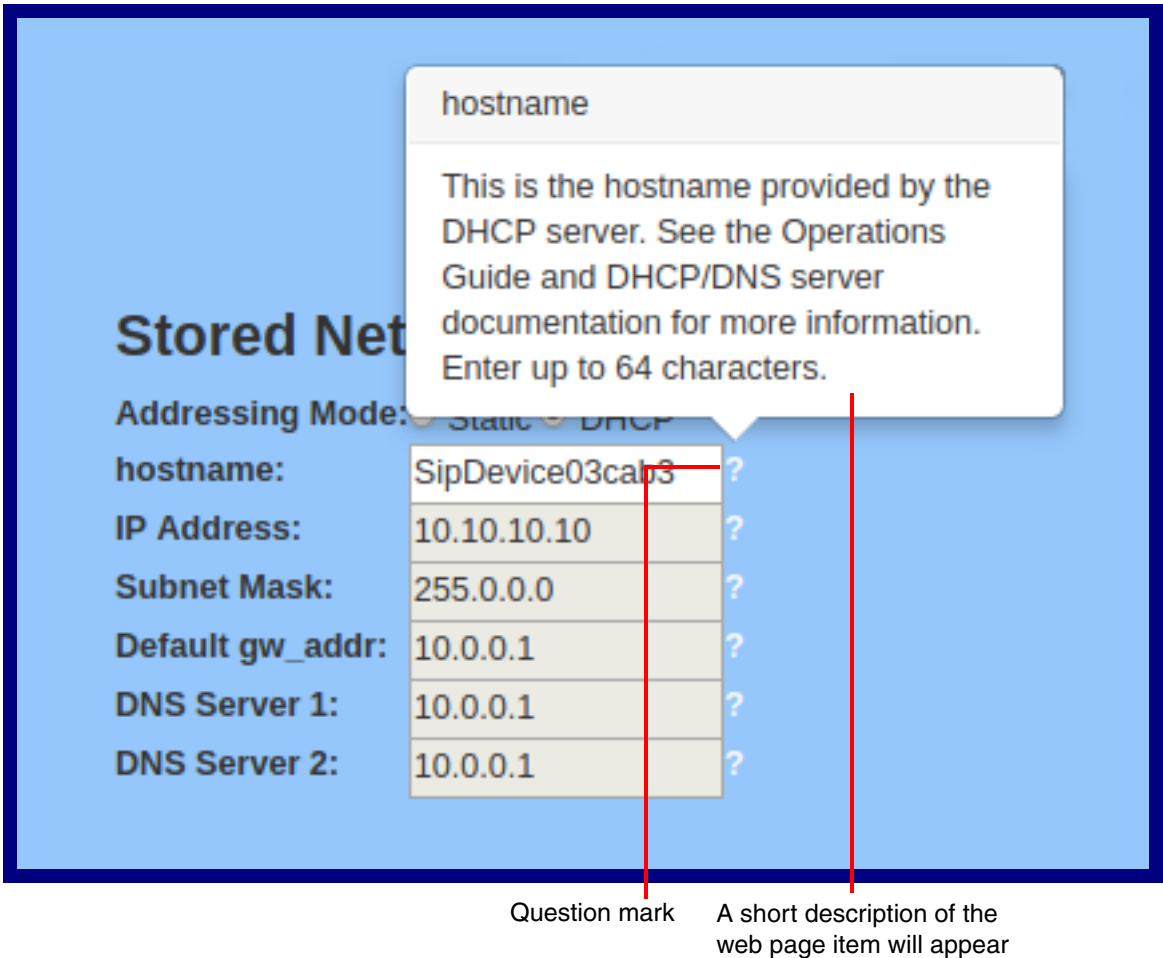 hostname
This is the hostname provided by the
DHCP server. See the Operations
Guide and DHCP/DNS server
documentation for more information.
Enter up to 64 characters.
Stored Net
Addressing Mode: Static DHCP
hostname: SipDevice03cab3 ?
IP Address: 10.10.10.10 ?
Subnet Mask: 255.0.0.0 ?
Default gw_addr: 10.0.0.1 ?
DNS Server 1: 10.0.0.1 ?
DNS Server 2: 10.0.0.1 ?
Question mark
A short description of the
web page item will appear